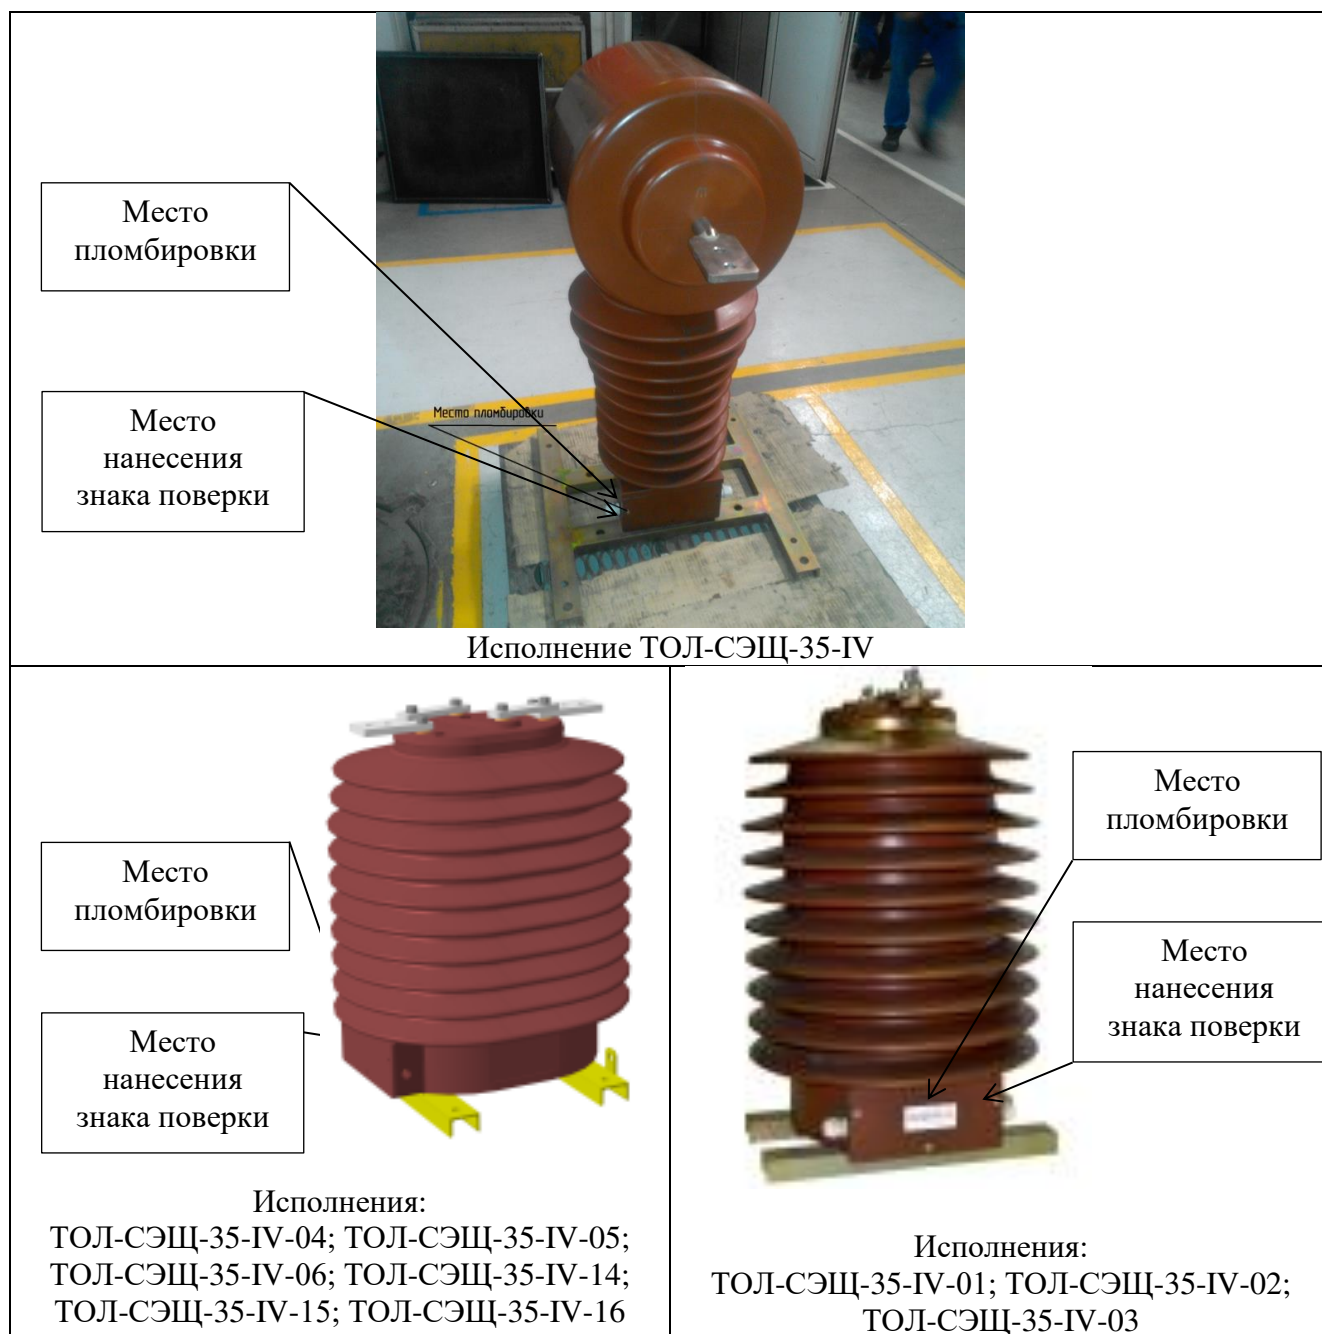 Место
пломбировки
Место
нанесения
знака поверки
Место пломбировки
Исполнение ТОЛ-СЭЩ-35-IV
Место
пломбировки
Место
нанесения
знака поверки
Исполнения:
ТОЛ-СЭЩ-35-IV-04; ТОЛ-СЭЩ-35-IV-05;
ТОЛ-СЭЩ-35-IV-06; ТОЛ-СЭЩ-35-IV-14;
ТОЛ-СЭЩ-35-IV-15; ТОЛ-СЭЩ-35-IV-16
Место
пломбировки
Место
нанесения
знака поверки
Исполнения:
ТОЛ-СЭЩ-35-IV-01; ТОЛ-СЭЩ-35-IV-02;
ТОЛ-СЭЩ-35-IV-03